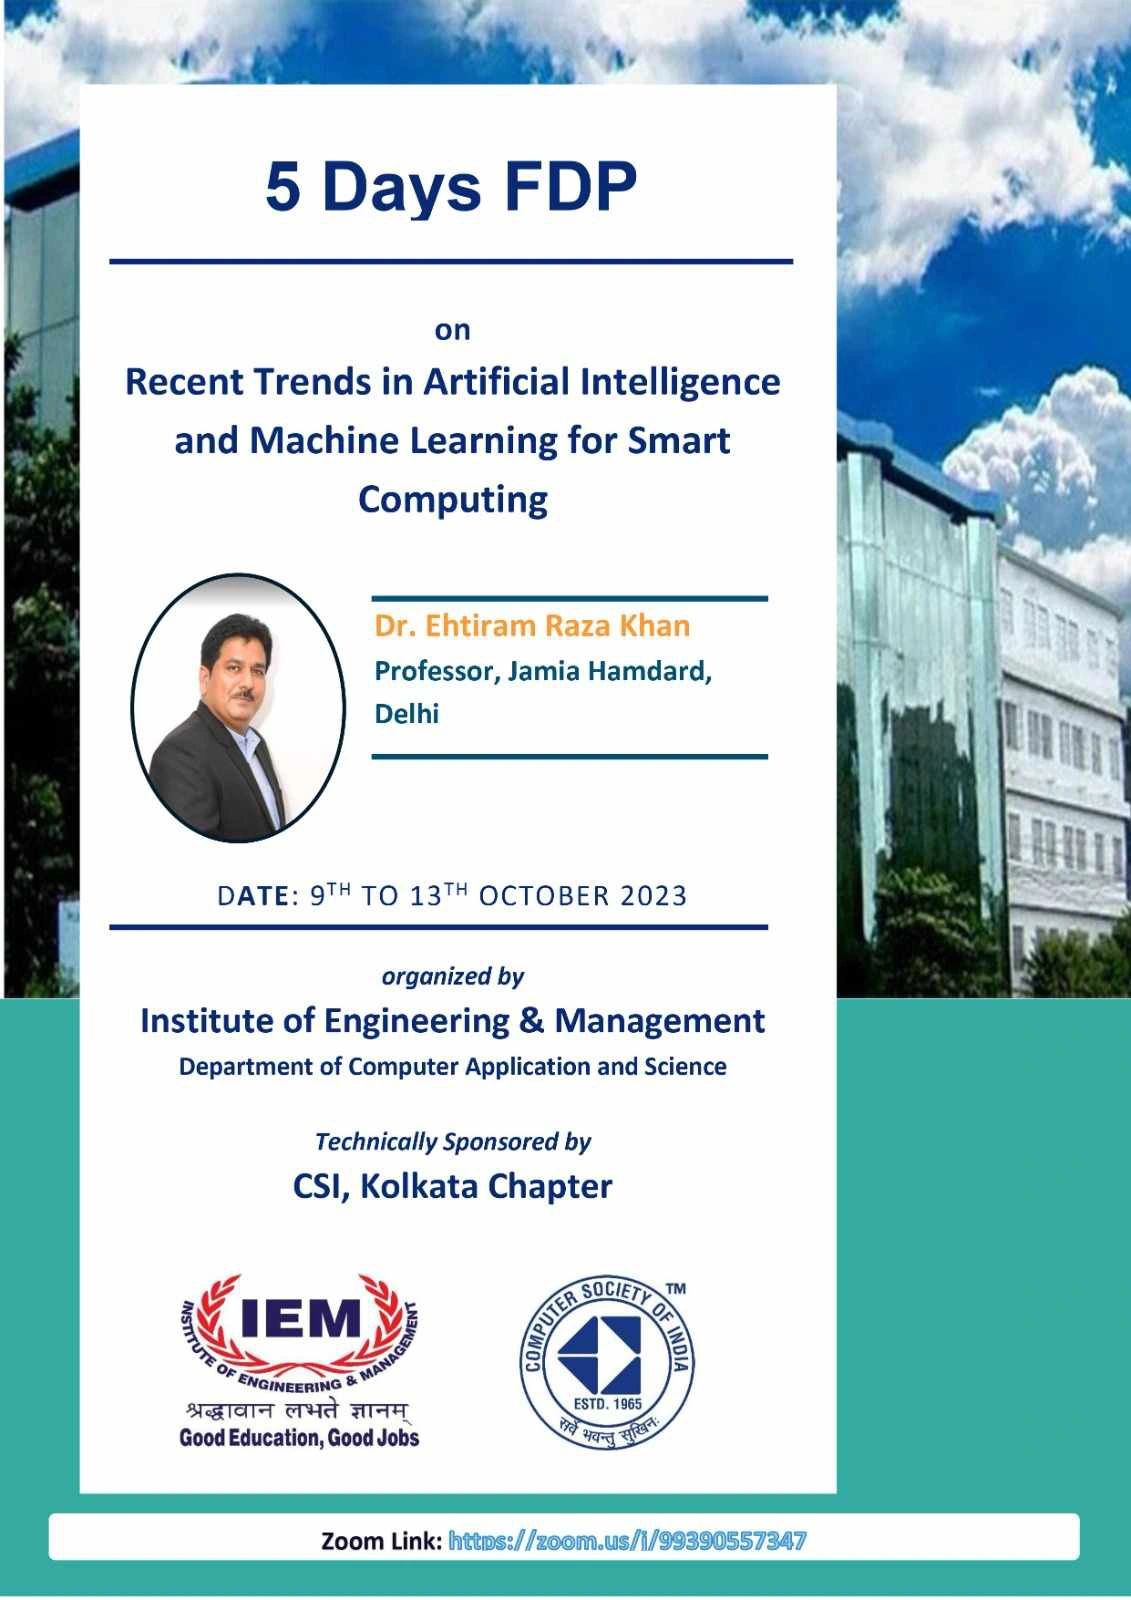 5 Days FDP
on
Recent Trends in Artificial Intelligence
and Machine Learning for Smart
Computing
Dr. Ehtiram Raza Khan
Professor, Jamia Hamdard,
Delhi
DATE: 9TH TO 13TH OCTOBER 2023
organized by
Institute of Engineering & Management
Department of Computer Application and Science
Technically Sponsored by
CSI, Kolkata Chapter
IEM
INSTITUTE OF ENGINEERING & MANAGEMENT
श्रद्धावान लभते ज्ञानम्
Good Education, Good Jobs
COMPUTER SOCIETY OF INDIA TM
ESTD. 1965
सर्वे भवन्तु सुखिनः
Zoom Link: https://zoom.us/j/99390557347